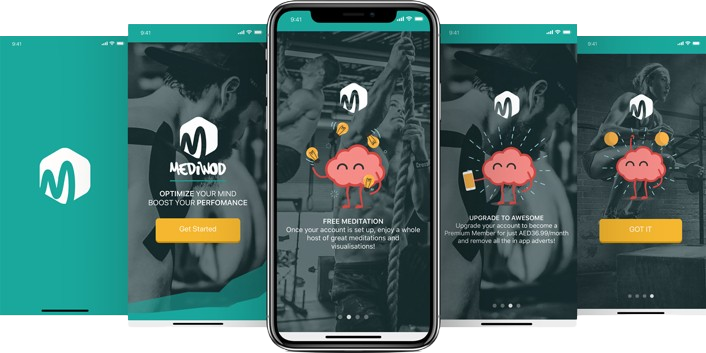 9:41
9:41
MEDiWOD
OPTIMIZE YOUR MIND
BOOST YOUR PERFOMANCE
Get Started
9:41
FREE MEDITATION
Once your account is set up, enjoy a whole
host of great meditations and
visualisations!
9:41
UPGRADE TO AWESOME
Upgrade your account to become a
Premium Member for just AED36.99/month
and remove all the in app adverts!
9:41
GOT IT